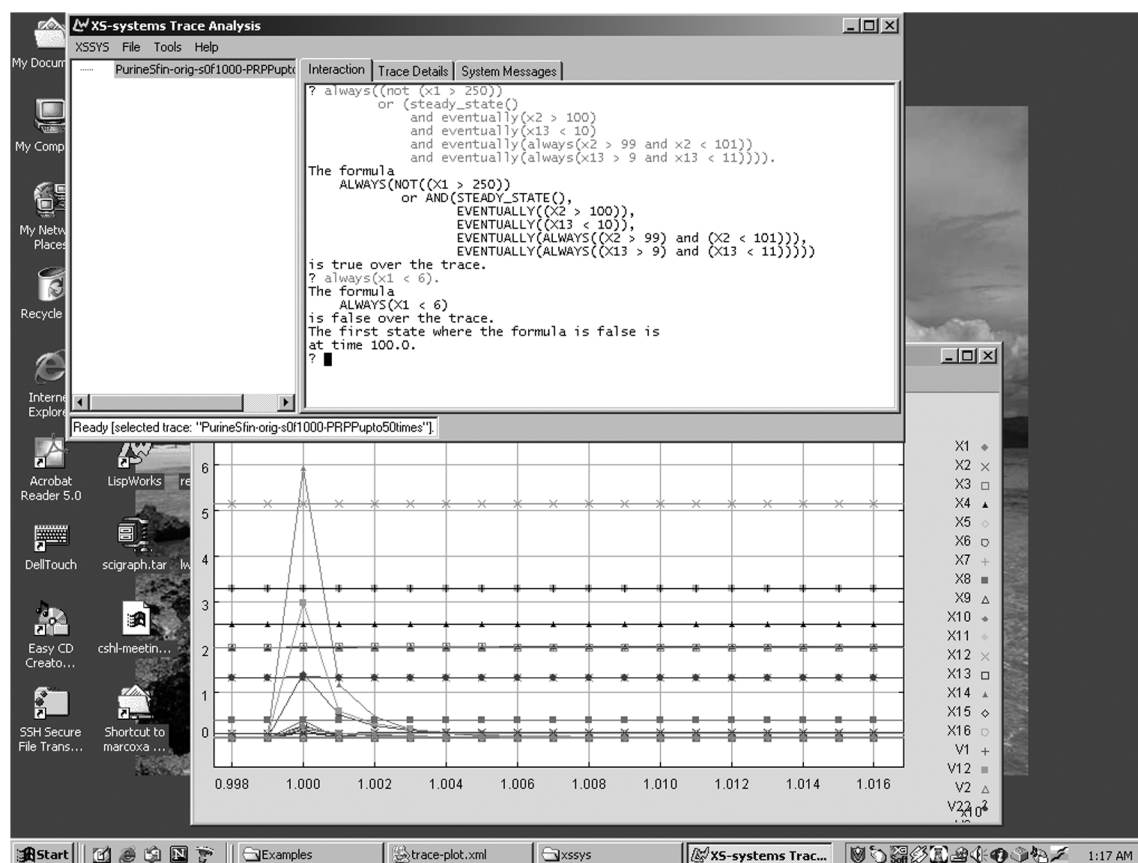 XS-systems Trace Analysis
XSSYS File Tools Help
PurineSfin-orig-s0f1000-PRPPupto
Interaction
Trace Details
System Messages
? always((not (x1 > 250))
or (steady_state()
and eventually(x2 > 100)
and eventually(x13 < 10)
and eventually(always(x2 > 99 and x2 < 101))
and eventually(always(x13 > 9 and x13 < 11)))).
The formula
ALWAYS(NOT((X1 > 250))
or AND(STEADY_STATE(),
EVENTUALLY((X2 > 100)),
EVENTUALLY((X13 < 10)),
EVENTUALLY(ALWAYS((X2 > 99) and (X2 < 101))),
EVENTUALLY(ALWAYS((X13 > 9) and (X13 < 11)))))
is true over the trace.
? always(x1 < 6).
The formula
ALWAYS(X1 < 6)
is false over the trace.
The first state where the formula is false is
at time 100.0.
?
Ready [selected trace: "PurineSfin-orig-s0f1000-PRPPupto50times"].
My Docum
My Comp
My Netw
Places
Recycle
Interne
Explore
Acrobat
Reader 5.0
LispWorks
re
DellTouch
scigraph.tar
lw
Easy CD
Creato...
cshl-meetin...
SSH Secure
File Trans...
Shortcut to
marcoxa ...
6
5
4
3
2
1
0
0.998 1.000 1.002 1.004 1.006 1.008 1.010 1.012 1.014 1.016
X1
X2
X3
X4
X5
X6
X7
X8
X9
X10
X11
X12
X13
X14
X15
X16
V1
V12
V2
V22
Start
Examples
trace-plot.xml
xssys
XS-systems Trac...
1:17 AM